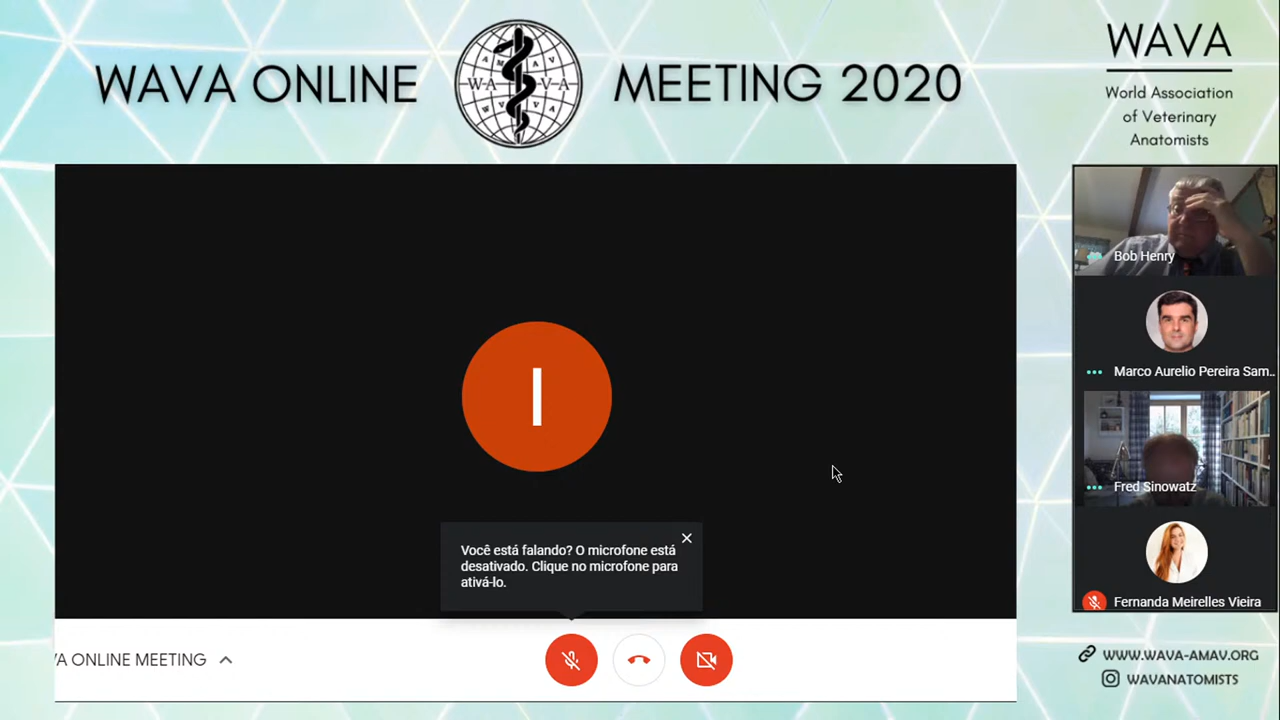 WAVA ONLINE
MEETING 2020
WAVA
World Association
of Veterinary
Anatomists
I
Você está falando? O microfone está
desativado. Clique no microfone para
ativá-lo.
VA ONLINE MEETING
Bob Henry
Marco Aurelio Pereira Sam...
Fred Sinowatz
Fernanda Meirelles Vieira
WWW.WAVA-AMAV.ORG
WAVANATOMISTS